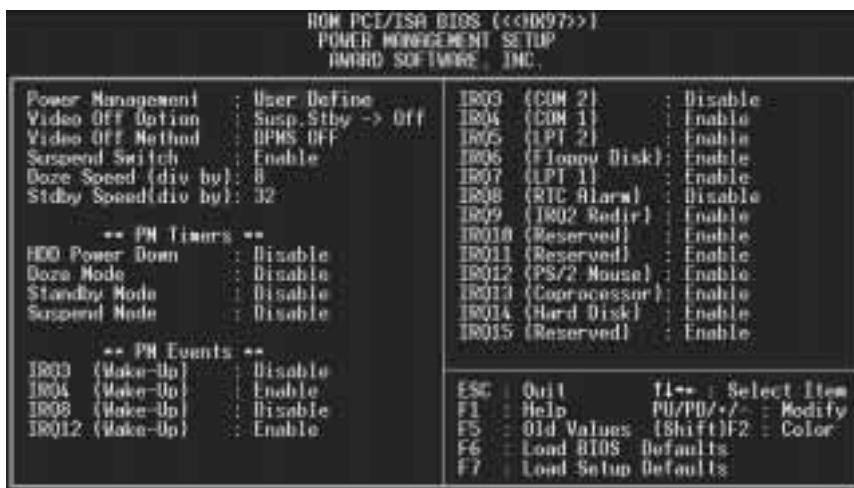 ROM PCI/ISA BIOS (<<HX97>>)
POWER MANAGEMENT SETUP
AWARD SOFTWARE, INC.
Power Management : User Define
Video Off Option : Susp,Stby -> Off
Video Off Method : DPMS OFF
Suspend Switch : Enable
Doze Speed (div by): 8
Stdby Speed(div by): 32
** PM Timers **
HDD Power Down : Disable
Doze Mode : Disable
Standby Mode : Disable
Suspend Mode : Disable
** PM Events **
IRQ3 (Wake-Up) : Disable
IRQ4 (Wake-Up) : Enable
IRQ8 (Wake-Up) : Disable
IRQ12 (Wake-Up) : Enable
IRQ3 (COM 2) : Disable
IRQ4 (COM 1) : Enable
IRQ5 (LPT 2) : Enable
IRQ6 (Floppy Disk): Enable
IRQ7 (LPT 1) : Enable
IRQ8 (RTC Alarm) : Disable
IRQ9 (IRQ2 Redir) : Enable
IRQ10 (Reserved) : Enable
IRQ11 (Reserved) : Enable
IRQ12 (PS/2 Mouse) : Enable
IRQ13 (Coprocessor): Enable
IRQ14 (Hard Disk) : Enable
IRQ15 (Reserved) : Enable
ESC : Quit ↑↓→← : Select Item
F1 : Help PU/PD/+/- : Modify
F5 : Old Values (Shift)F2 : Color
F6 : Load BIOS Defaults
F7 : Load Setup Defaults